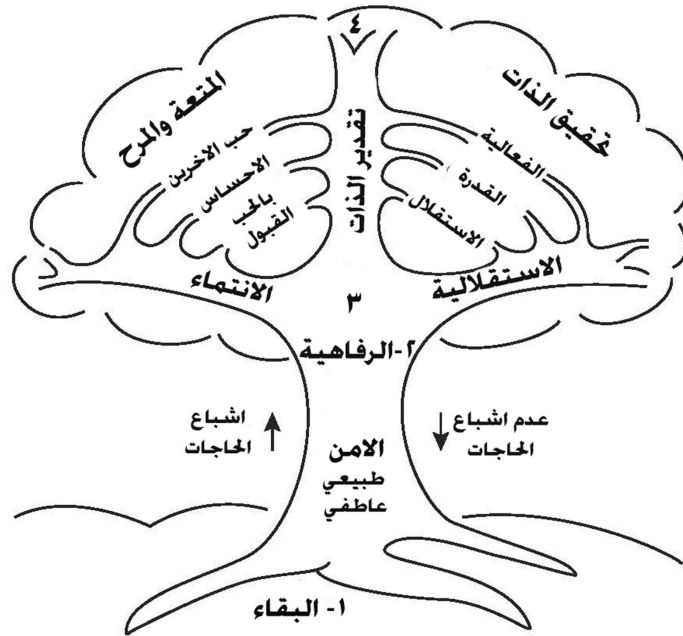 ٤
المتعة والمرح
تحقيق الذات
تقدير الذات
حب الاخرين
الاحساس
بالحب
القبول
الفعالية
القدرة
الاستقلال
الانتماء
الاستقلالية
٣
٢-الرفاهية
اشباع
الحاجات
عدم اشباع
الحاجات
الامن
طبيعي
عاطفي
١- البقاء